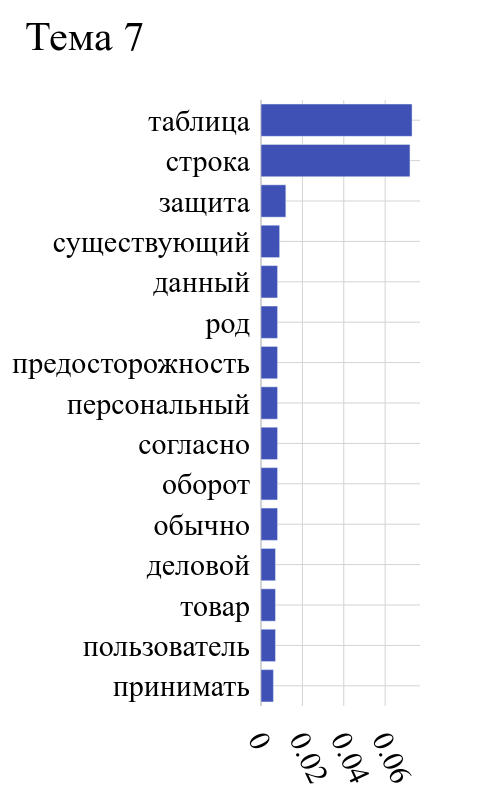 Тема 7
таблица
строка
защита
существующий
данный
род
предосторожность
персональный
согласно
оборот
обычно
деловой
товар
пользователь
принимать
0
0.02
0.04
0.06